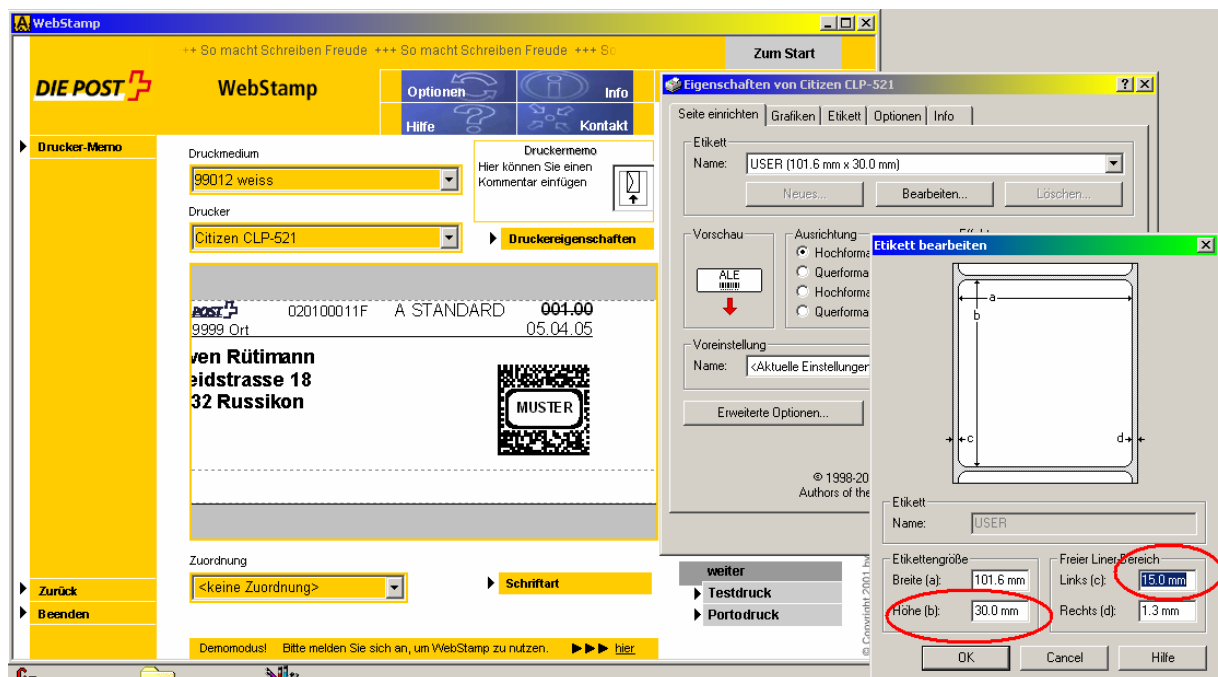 WebStamp
++ So macht Schreiben Freude +++ So macht Schreiben Freude +++ So
Zum Start
DIE POST
WebStamp
Optionen
Info
Hilfe
Kontakt
Drucker-Memo
Druckmedium
99012 weiss
Druckermemo
Hier können Sie einen
Kommentar einfügen
Drucker
Citizen CLP-521
Druckereigenschaften
POST 020100011F A STANDARD 001.00
9999 Ort 05.04.05
ven Rütimann
eidstrasse 18
32 Russikon
MUSTER
Zuordnung
<keine Zuordnung>
Schriftart
weiter
Testdruck
Portodruck
Zurück
Beenden
Demomodus! Bitte melden Sie sich an, um WebStamp zu nutzen. hier
© Copyright 2001 by
Eigenschaften von Citizen CLP-521
Seite einrichten Grafiken Etikett Optionen Info
Etikett
Name: USER (101.6 mm x 30.0 mm)
Neues... Bearbeiten... Löschen...
Vorschau
ALE
Ausrichtung
Hochforma
Querforma
Hochforma
Querforma
Voreinstellung
Name: <Aktuelle Einstellunger
Erweiterte Optionen...
© 1998-20
Authors of the
Etikett bearbeiten
a
b
c
d
Etikett
Name: USER
Etikettengröße
Breite (a): 101.6 mm
Höhe (b): 30.0 mm
Freier Liner-Bereich
Links (c): 15.0 mm
Rechts (d): 1.3 mm
OK Cancel Hilfe